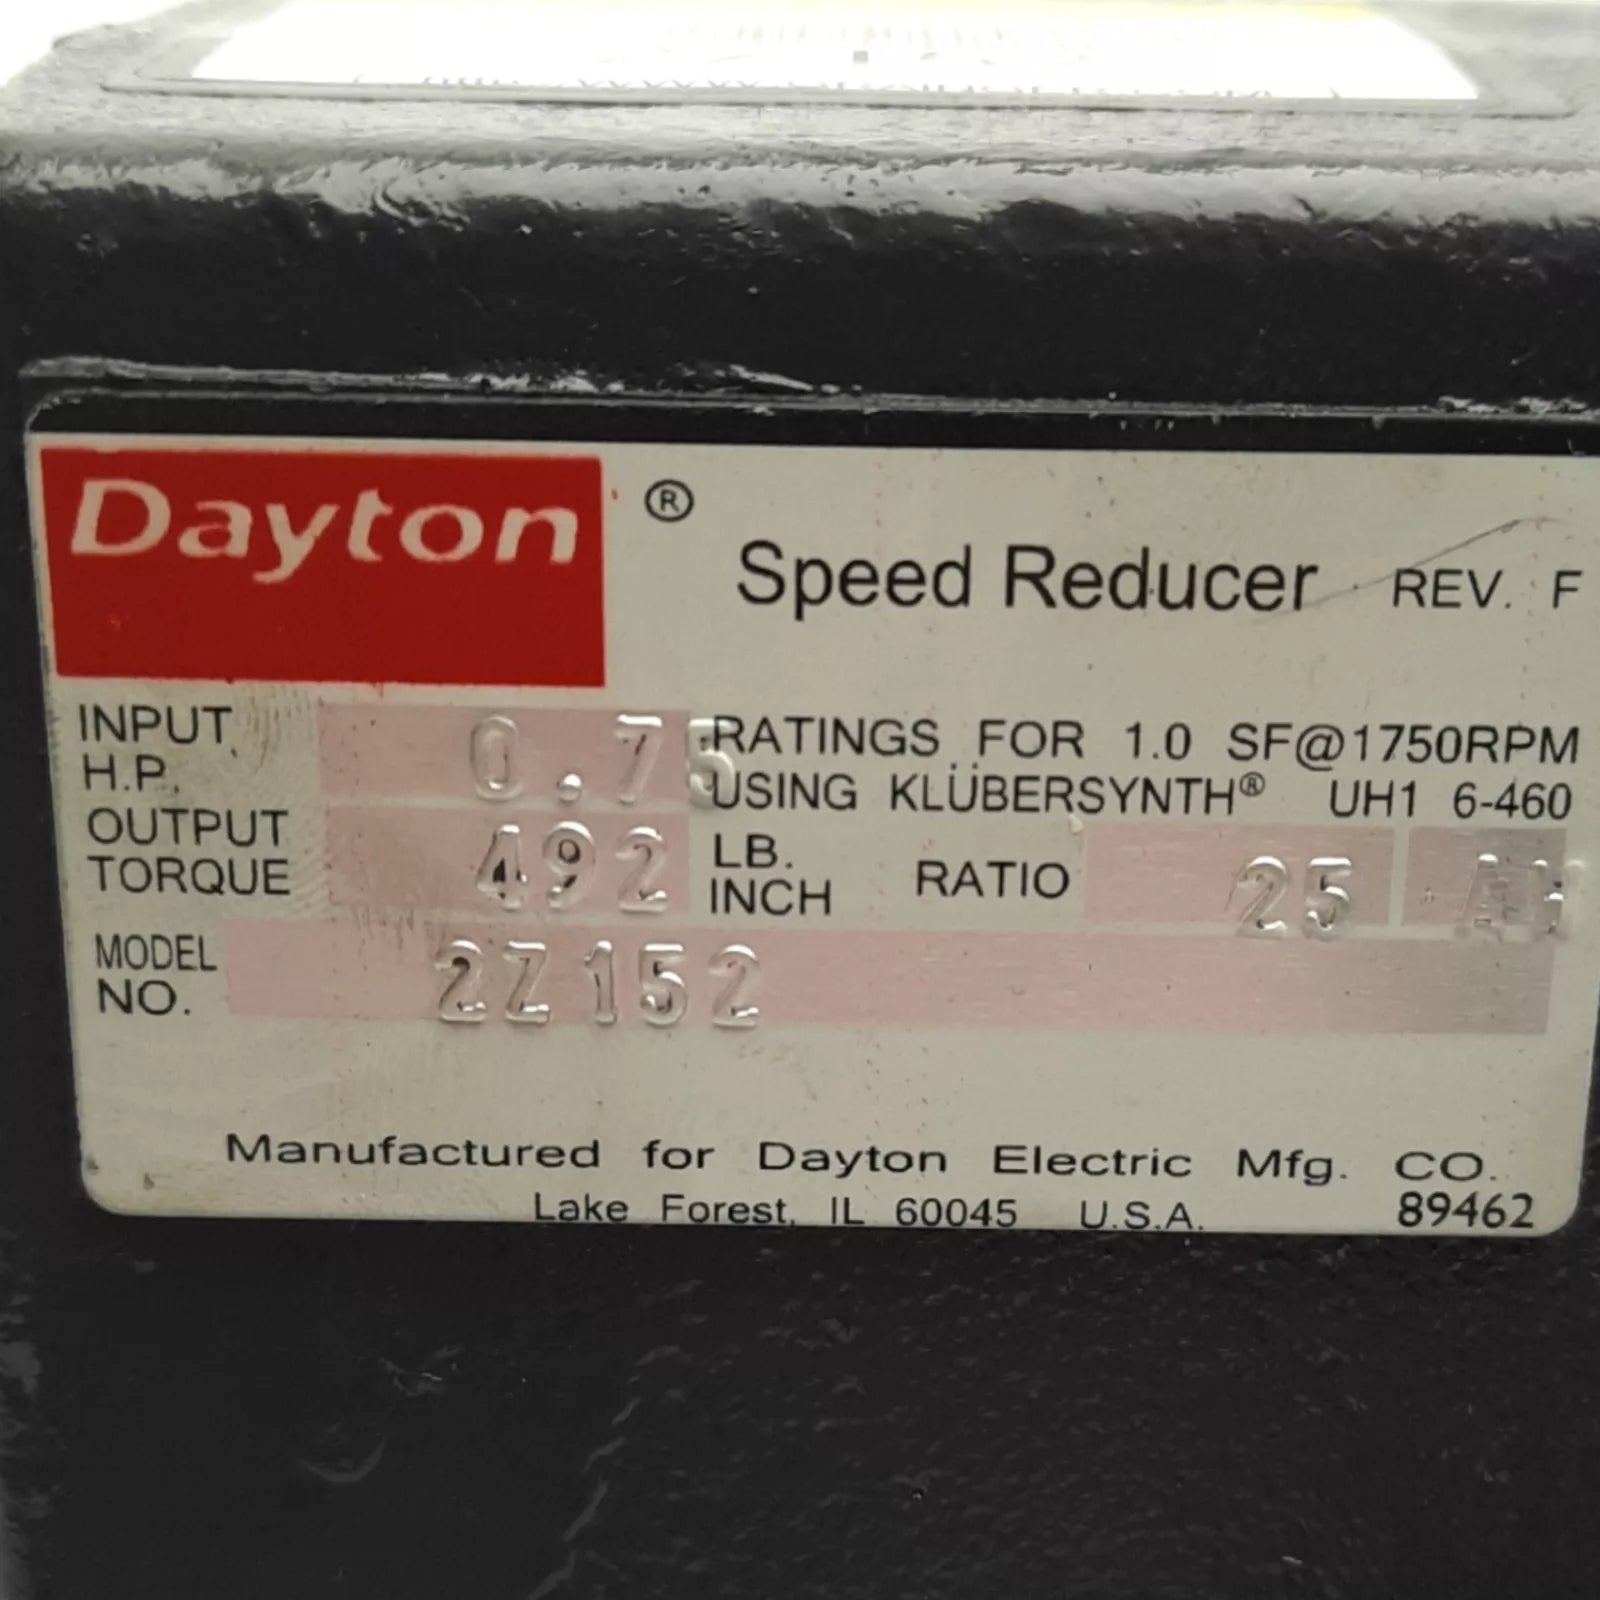 Dayton ®
Speed Reducer REV. F
INPUT H.P. 0.75
RATINGS FOR 1.0 SF@1750RPM
USING KLÜBERSYNTH® UH1 6-460
OUTPUT TORQUE 492 LB. INCH RATIO 25
MODEL NO. 2Z152
Manufactured for Dayton Electric Mfg. CO.
Lake Forest, IL 60045 U.S.A. 89462